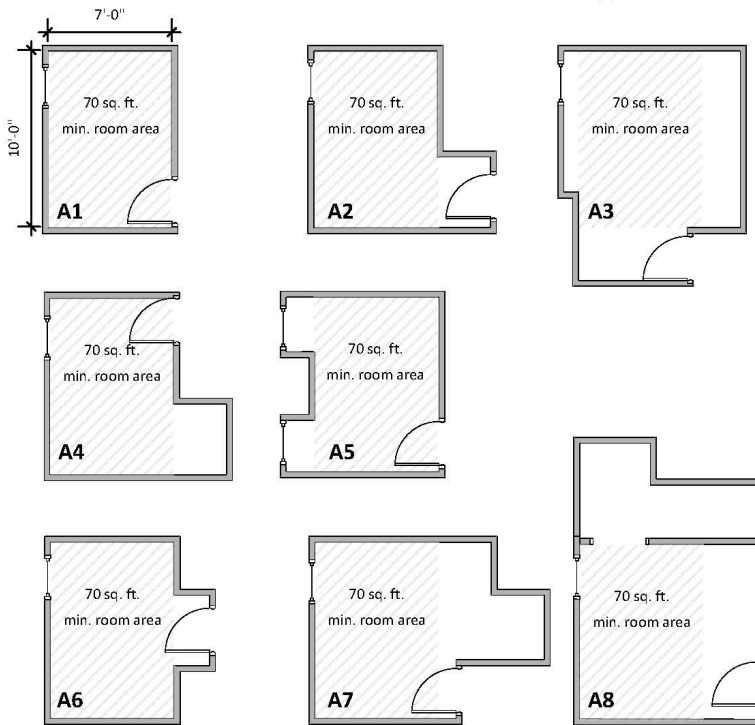 7'-0"
10'-0"
70 sq. ft.
min. room area
A1
70 sq. ft.
min. room area
A2
70 sq. ft.
min. room area
A3
70 sq. ft.
min. room area
A4
70 sq. ft.
min. room area
A5
70 sq. ft.
min. room area
A6
70 sq. ft.
min. room area
A7
70 sq. ft.
min. room area
A8